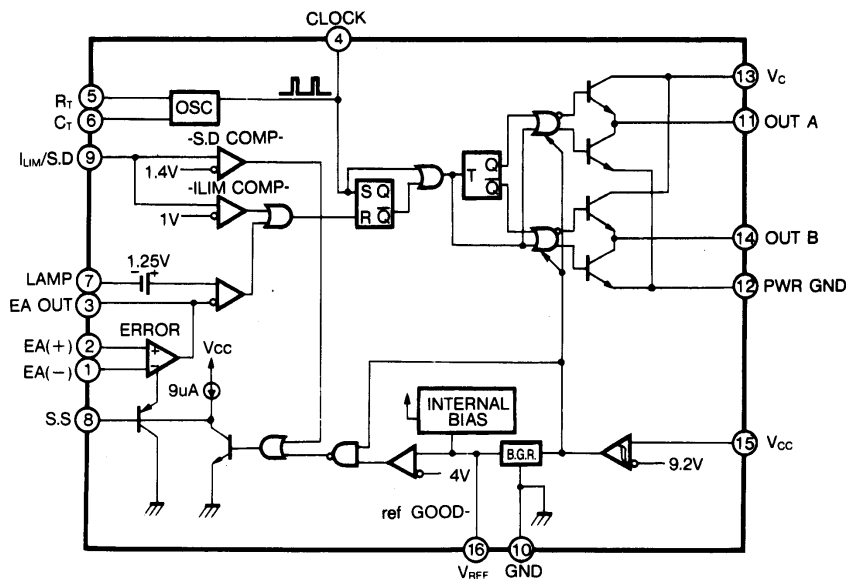 CLOCK
4
5
R_T
OSC
6
C_T
9
I_LIM/S.D
-S.D COMP-
1.4V
-ILIM COMP-
1V
S Q
R Q̅
T
Q
Q̅
13
V_C
11
OUT A
14
OUT B
12
PWR GND
1.25V
- +
7
LAMP
3
EA OUT
ERROR
2
EA(+)
+
1
EA(−)
−
Vcc
9uA
8
S.S
INTERNAL
BIAS
B.G.R.
4V
15
V_CC
9.2V
ref GOOD-
16
10
V_REF
GND